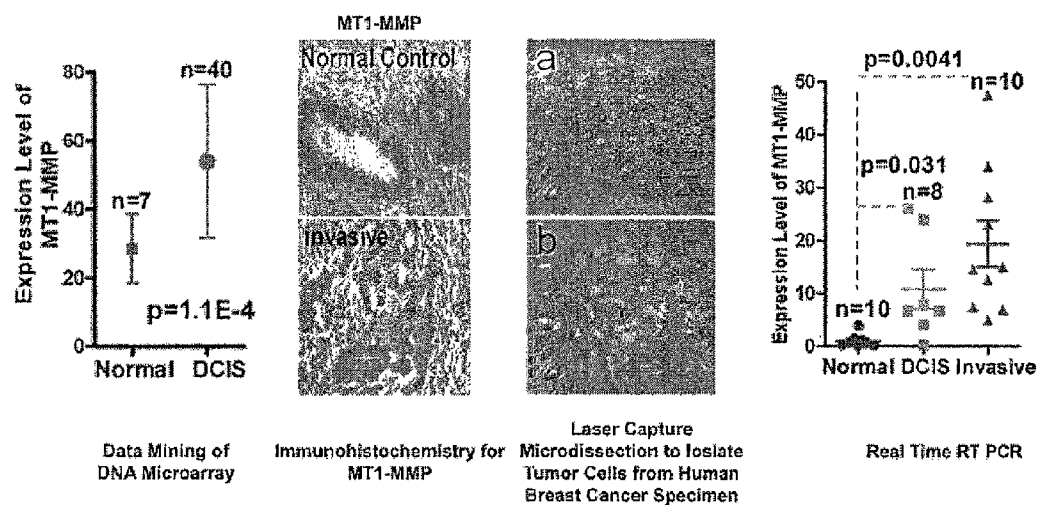 MT1-MMP
Expression Level of
MT1-MMP
80
60
40
20
0
n=7
n=40
p=1.1E-4
Normal DCIS
Normal Control
Invasive
a
b
Expression Level of MT1-MMP
50
40
30
20
10
0
p=0.0041
n=10
p=0.031
n=8
n=10
Normal DCIS Invasive
Data Mining of
DNA Microarray
Immunohistochemistry for
MT1-MMP
Laser Capture
Microdissection to Ioslate
Tumor Cells from Human
Breast Cancer Specimen
Real Time RT PCR